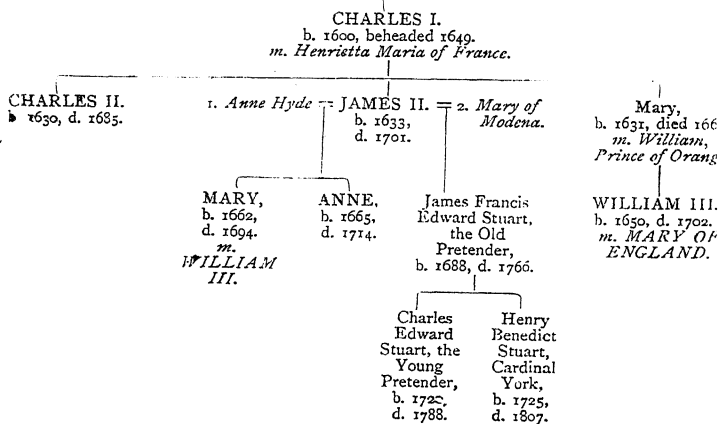 CHARLES I.
b. 1600, beheaded 1649.
m. Henrietta Maria of France.
CHARLES II.
b 1630, d. 1685.
1. Anne Hyde = JAMES II. = 2. Mary of
Modena.
b. 1633,
d. 1701.
Mary,
b. 1631, died 166
m. William,
Prince of Orang
MARY,
b. 1662,
d. 1694.
m.
WILLIAM
III.
ANNE,
b. 1665,
d. 1714.
James Francis
Edward Stuart,
the Old
Pretender,
b. 1688, d. 1766.
WILLIAM III.
b. 1650, d. 1702.
m. MARY OF
ENGLAND.
Charles
Edward
Stuart, the
Young
Pretender,
b.
d. 1788.
Henry
Benedict
Stuart,
Cardinal
York,
b. 1725,
d. 1807.